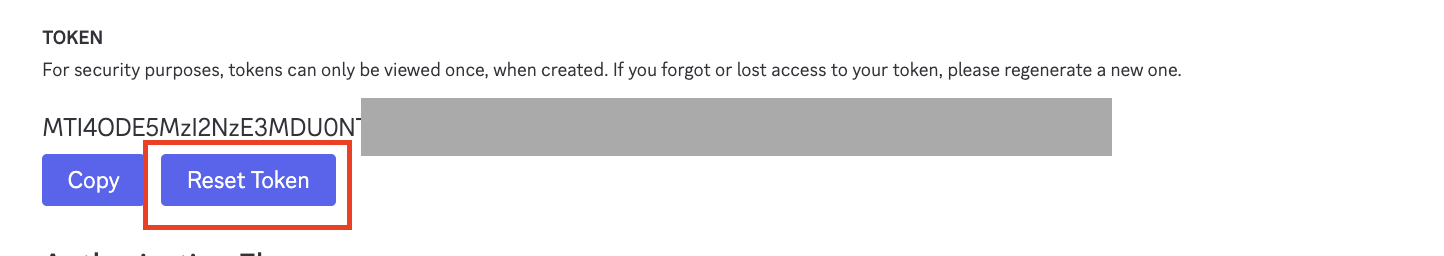 TOKEN
For security purposes, tokens can only be viewed once, when created. If you forgot or lost access to your token, please regenerate a new one.
MTI4ODE5MzI2NzE3MDU0N
Copy
Reset Token